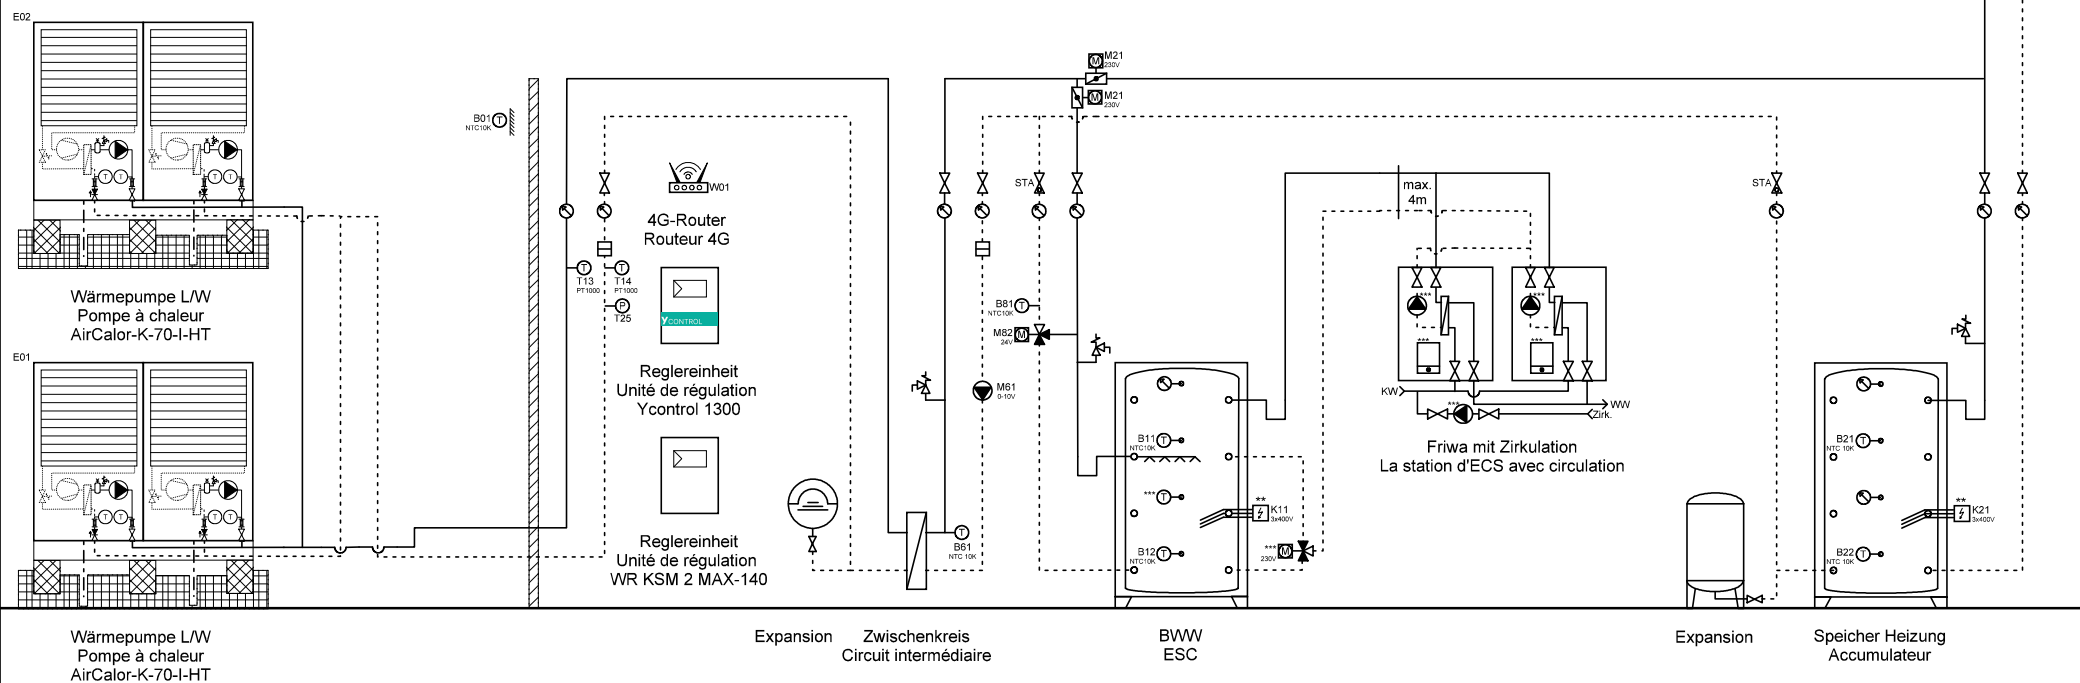 E02
Wärmepumpe L/W
Pompe à chaleur
AirCalor-K-70-I-HT
E01
Wärmepumpe L/W
Pompe à chaleur
AirCalor-K-70-I-HT
B01
T
NTC10K
T
T13
PT1000
T
T14
PT1000
P
T25
W01
4G-Router
Routeur 4G
YCONTROL
Reglereinheit
Unité de régulation
Ycontrol 1300
Reglereinheit
Unité de régulation
WR KSM 2 MAX-140
Expansion
Zwischenkreis
Circuit intermédiaire
T
B61
NTC 10K
M61
0-10V
M
M21
230V
M
M21
230V
STA
B81
T
NTC10K
M82
M
24V
B11
T
NTC10K
***
T
B12
T
NTC10K
**
K11
3x400V
***
M
230V
BWW
ESC
max.
4m
***
***
***
***
KW
WW
***
Zirk.
Friwa mit Zirkulation
La station d'ECS avec circulation
STA
Expansion
B21
T
NTC 10K
B22
T
NTC 10K
**
K21
3x400V
Speicher Heizung
Accumulateur
T T
T T
T T
T T